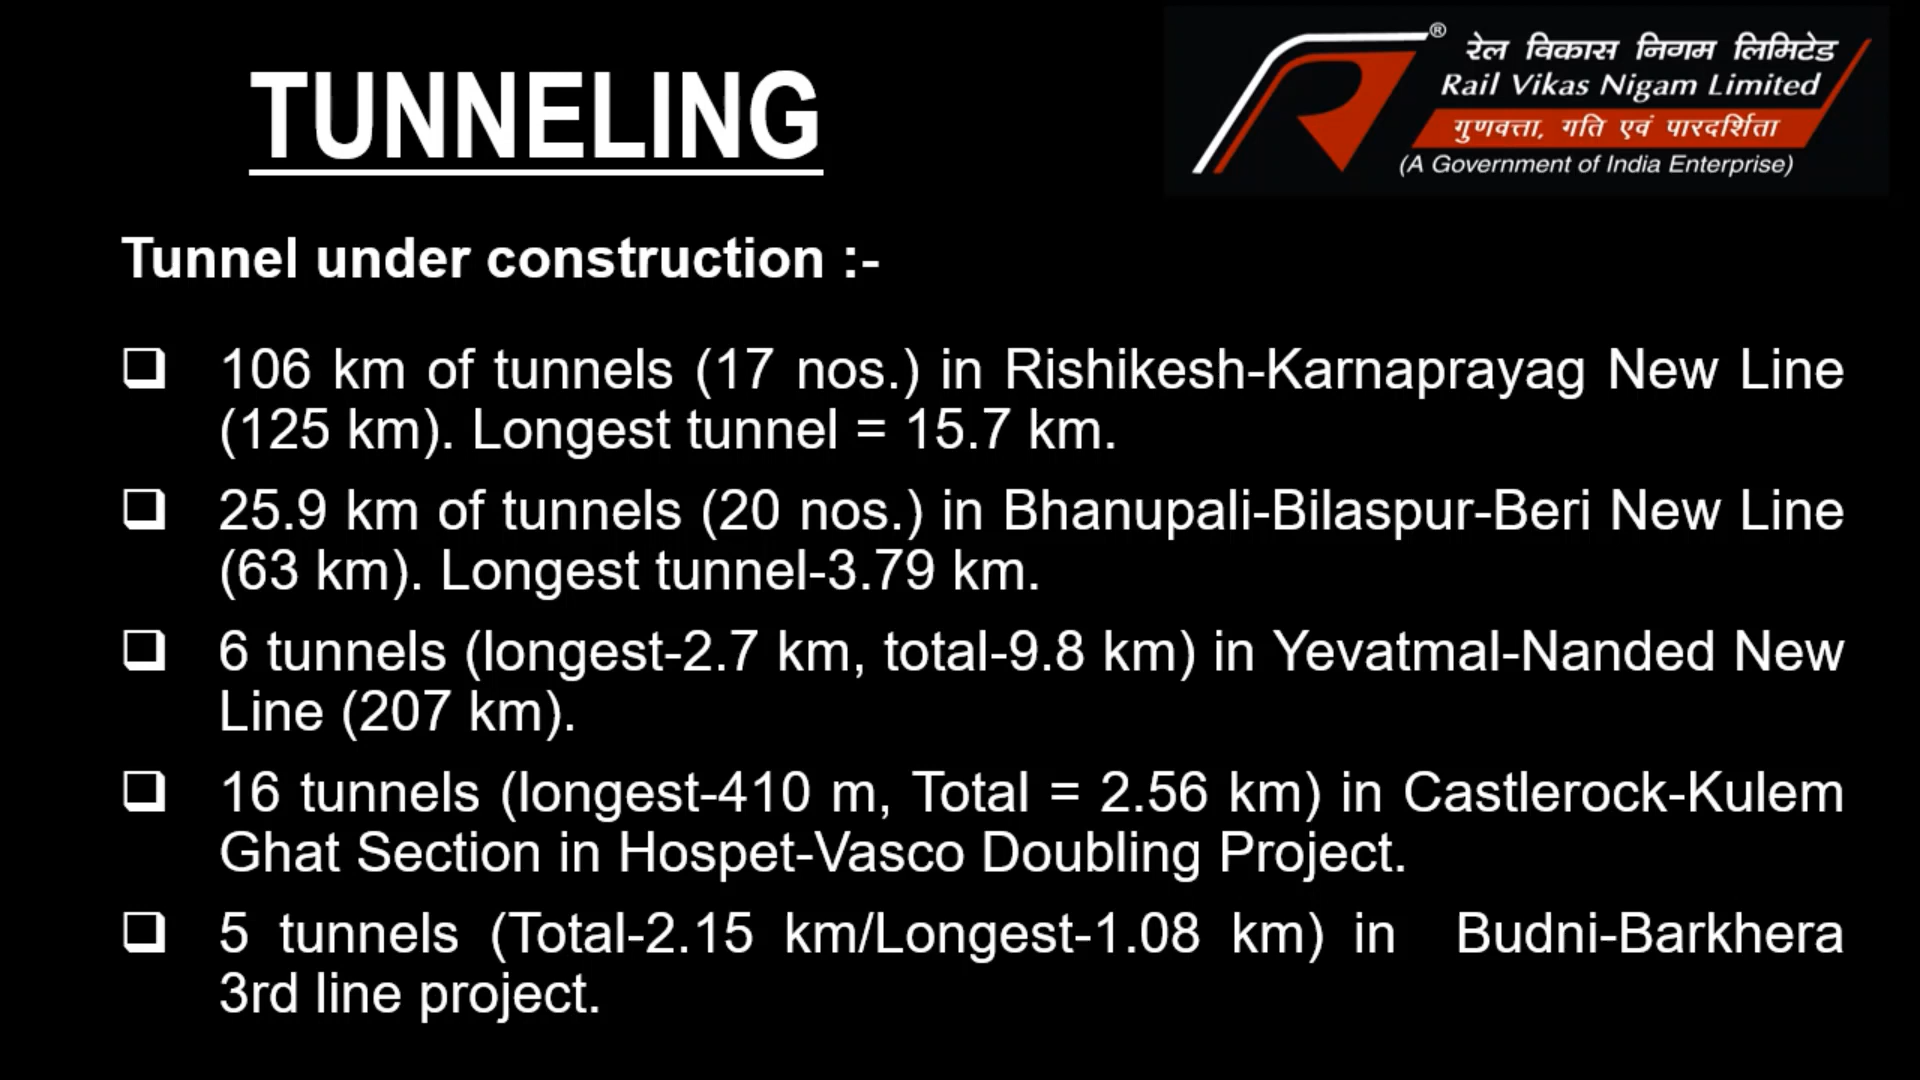 TUNNELING
®
रेल विकास निगम लिमिटेड
Rail Vikas Nigam Limited
गुणवत्ता, गति एवं पारदर्शिता
(A Government of India Enterprise)
Tunnel under construction :-
❑ 106 km of tunnels (17 nos.) in Rishikesh-Karnaprayag New Line
(125 km). Longest tunnel = 15.7 km.
❑ 25.9 km of tunnels (20 nos.) in Bhanupali-Bilaspur-Beri New Line
(63 km). Longest tunnel-3.79 km.
❑ 6 tunnels (longest-2.7 km, total-9.8 km) in Yevatmal-Nanded New
Line (207 km).
❑ 16 tunnels (longest-410 m, Total = 2.56 km) in Castlerock-Kulem
Ghat Section in Hospet-Vasco Doubling Project.
❑ 5 tunnels (Total-2.15 km/Longest-1.08 km) in Budni-Barkhera
3rd line project.